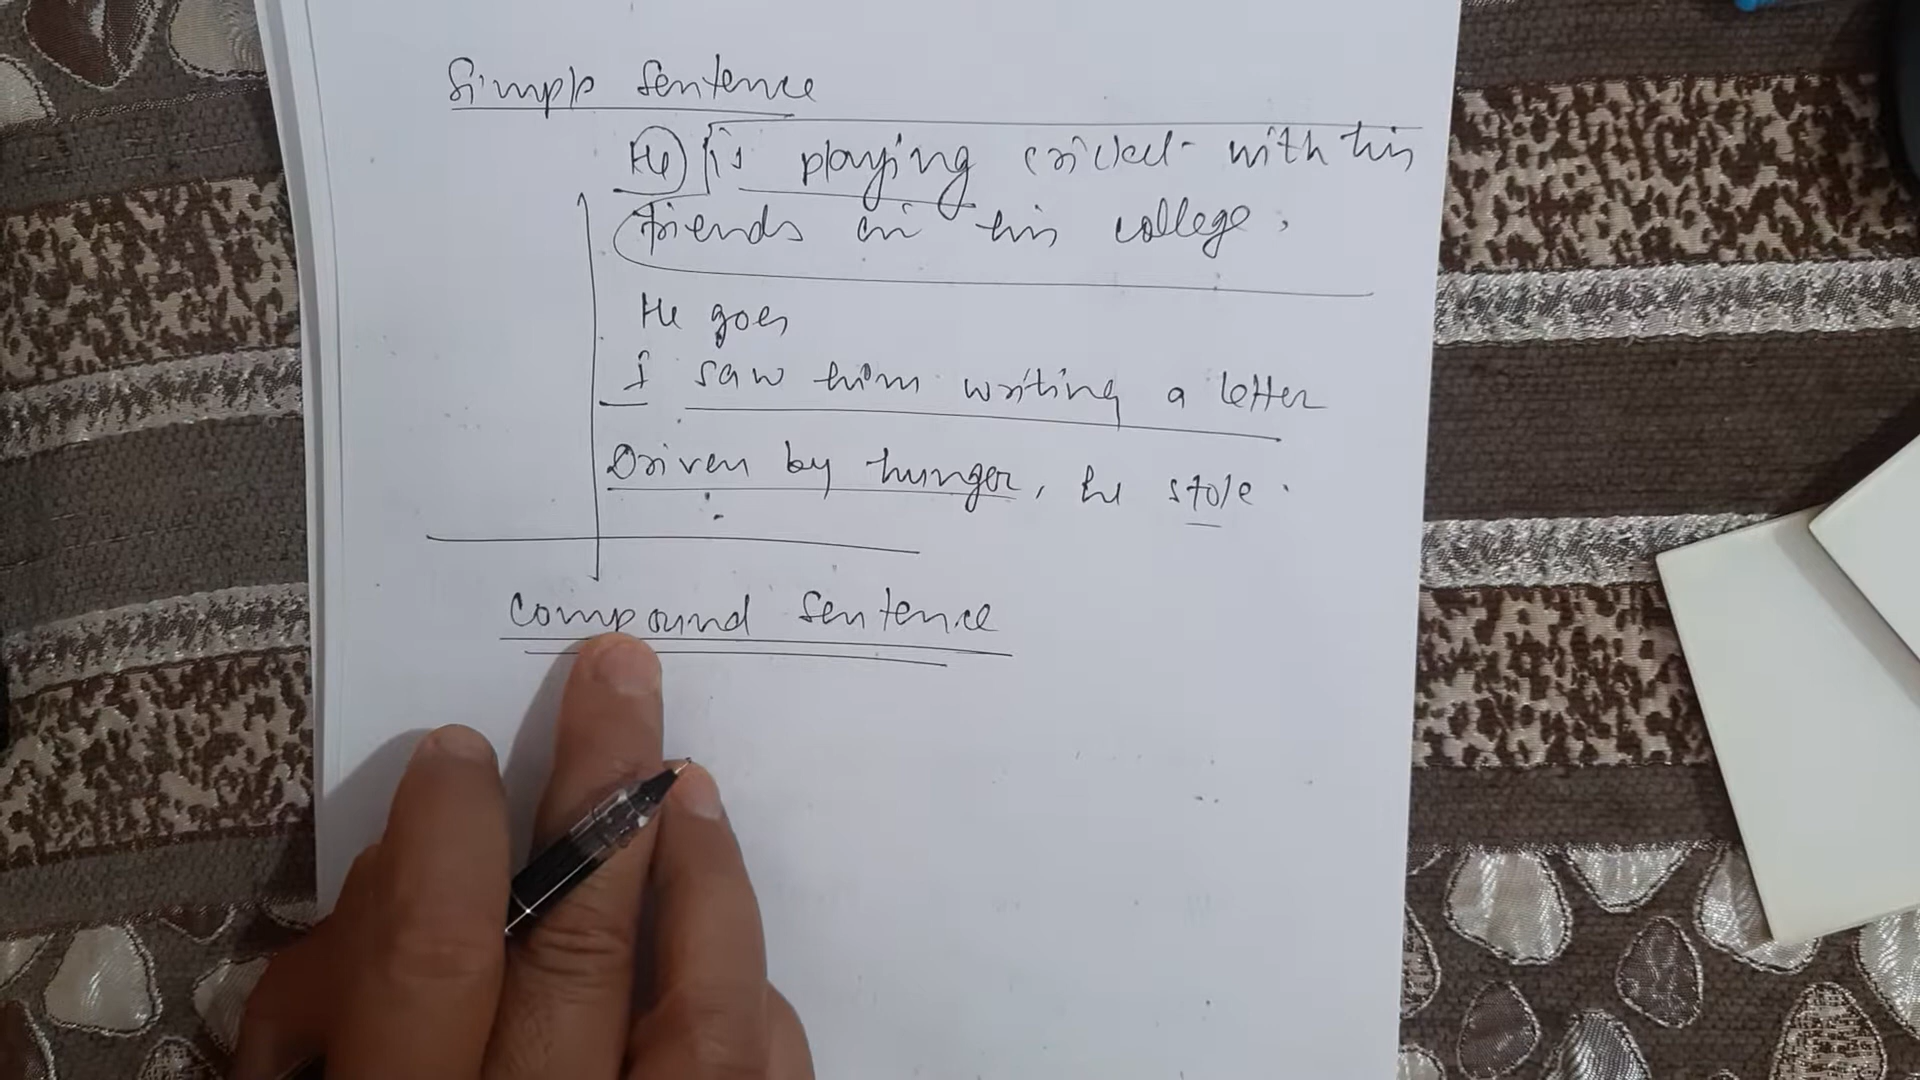 Simple Sentence
He is playing cricket with his
friends in his college.
He goes
I saw him writing a letter
Driven by hunger, he stole.
Compound Sentence